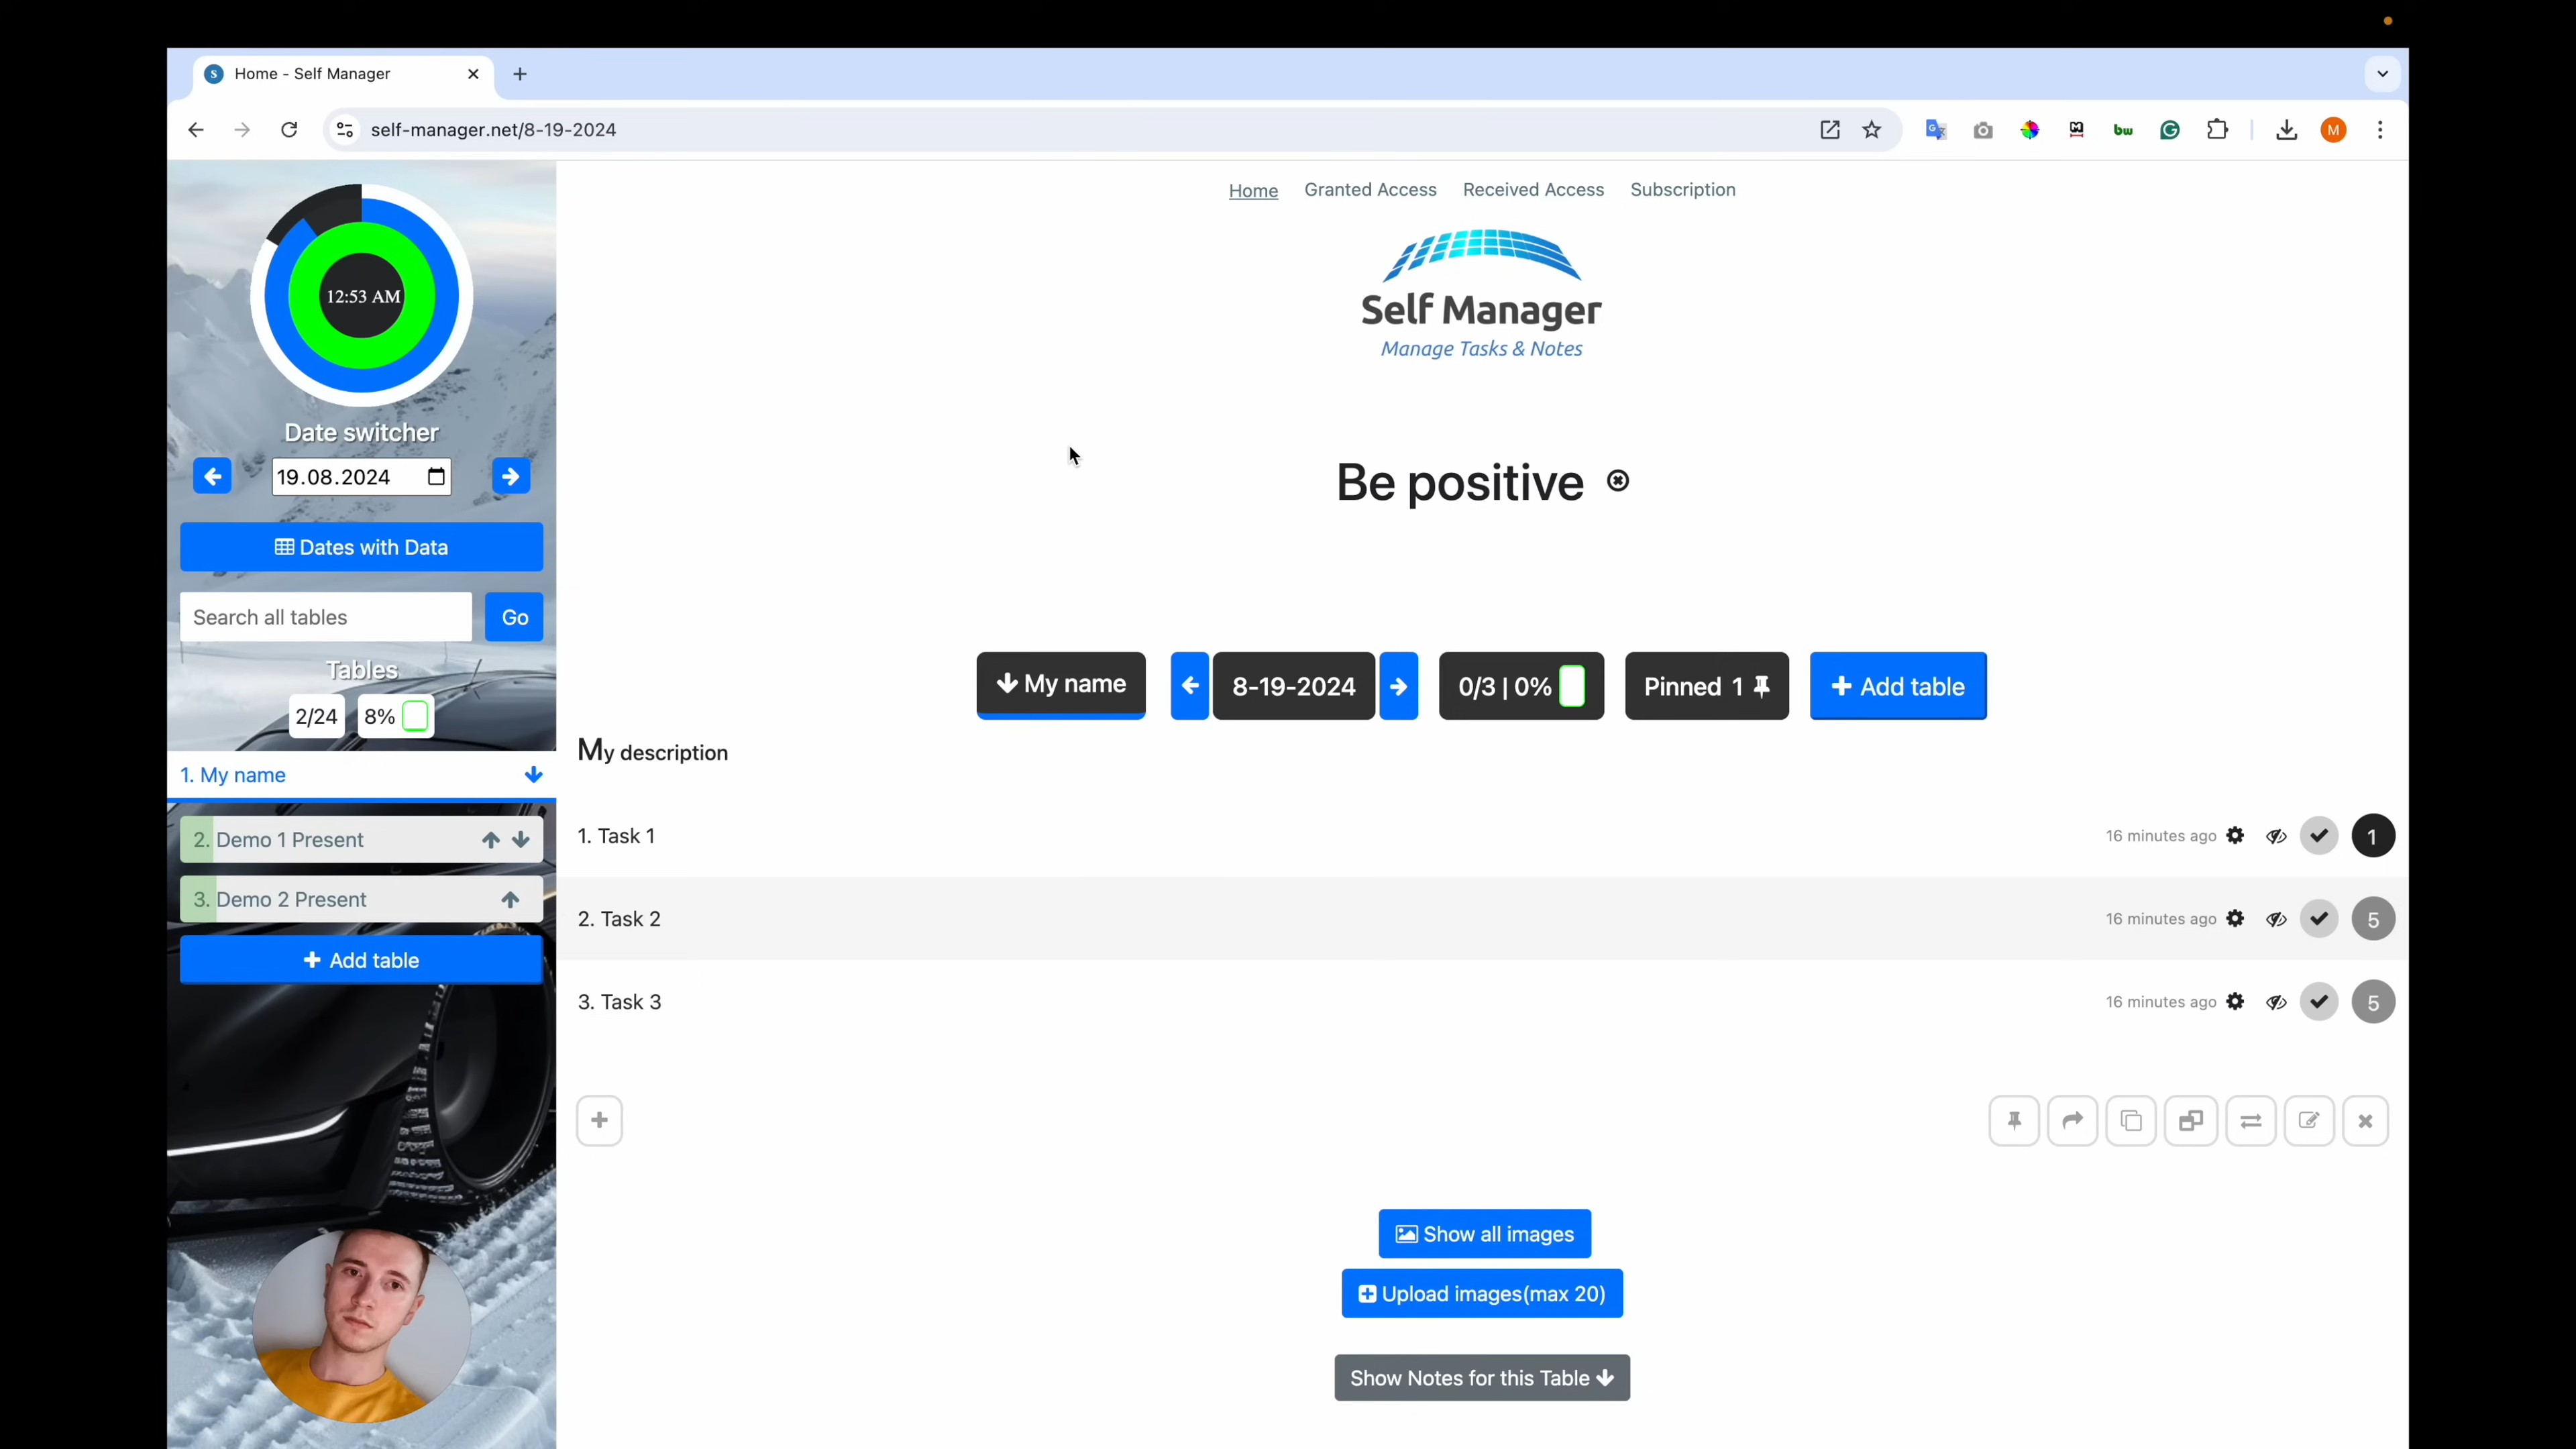 Home - Self Manager
self-manager.net/8-19-2024
M
12:53 AM
Date switcher
19.08.2024
Dates with Data
Search all tables
Go
Tables
2/24
8%
1. My name
2. Demo 1 Present
3. Demo 2 Present
Add table
Home
Granted Access
Received Access
Subscription
Self Manager
Manage Tasks & Notes
Be positive
My name
8-19-2024
0/3 | 0%
Pinned 1
Add table
My description
1. Task 1
16 minutes ago
1
2. Task 2
16 minutes ago
5
3. Task 3
16 minutes ago
5
Show all images
Upload images(max 20)
Show Notes for this Table